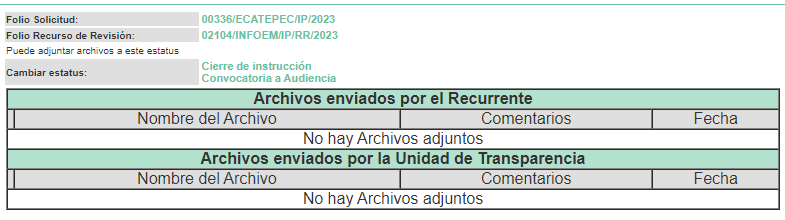 Folio Solicitud: 00336/ECATEPEC/IP/2023
Folio Recurso de Revisión: 02104/INFOEM/IP/RR/2023
Puede adjuntar archivos a este estatus
Cambiar estatus: Cierre de instrucción
Convocatoria a Audiencia
Archivos enviados por el Recurrente
Nombre del Archivo Comentarios Fecha
No hay Archivos adjuntos
Archivos enviados por la Unidad de Transparencia
Nombre del Archivo Comentarios Fecha
No hay Archivos adjuntos